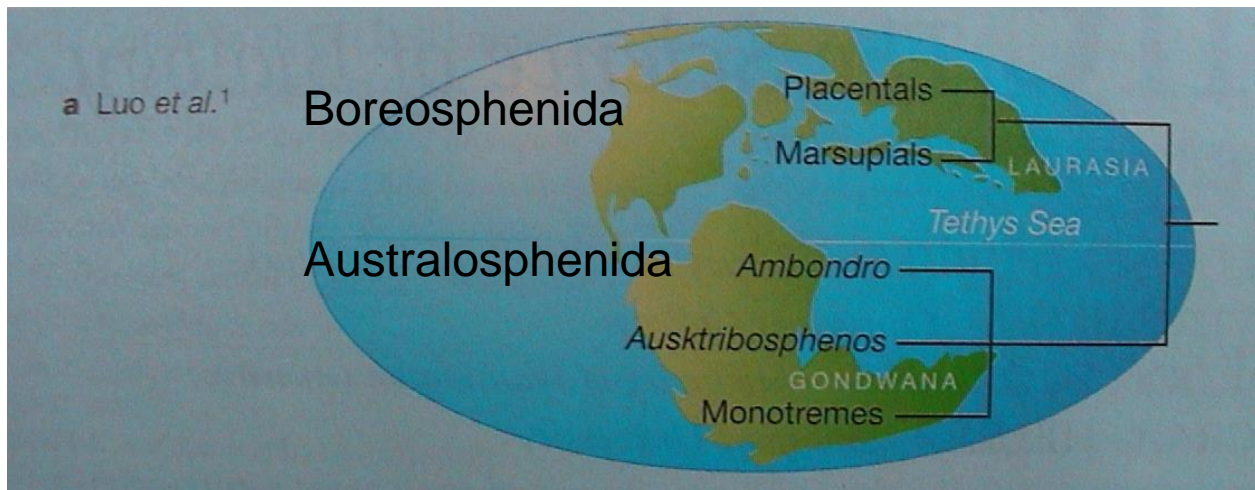 a Luo et al.¹
Boreosphenida
Placentals
Marsupials
LAURASIA
Tethys Sea
Australosphenida
Ambondro
Ausktribosphenos
GONDWANA
Monotremes